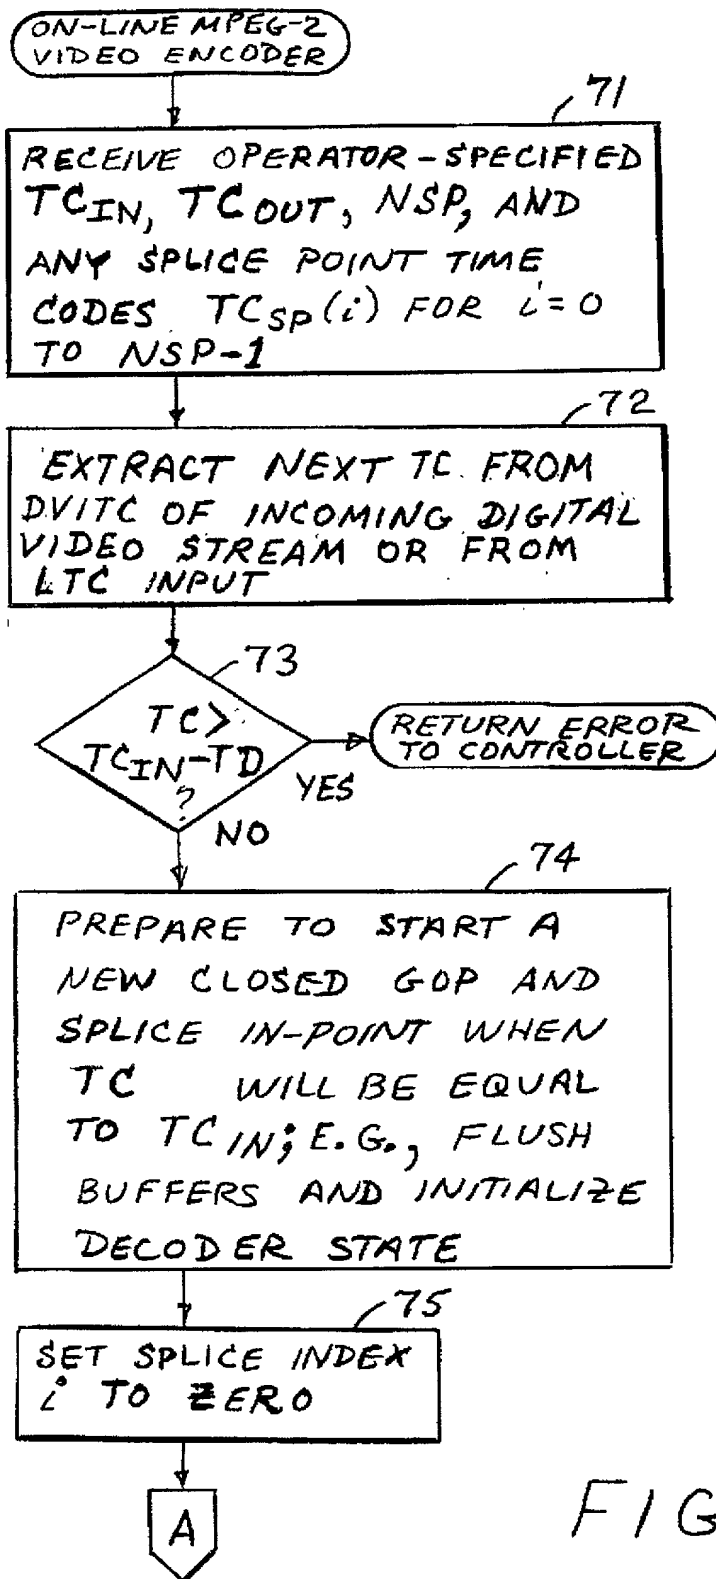 ON-LINE MPEG-2
VIDEO ENCODER
71
RECEIVE OPERATOR-SPECIFIED
TCIN, TCOUT, NSP, AND
ANY SPLICE POINT TIME
CODES TCSP(i) FOR i=0
TO NSP-1
72
EXTRACT NEXT TC FROM
DVITC OF INCOMING DIGITAL
VIDEO STREAM OR FROM
LTC INPUT
73
TC>
TCIN-TD
?
YES
RETURN ERROR
TO CONTROLLER
NO
74
PREPARE TO START A
NEW CLOSED GOP AND
SPLICE IN-POINT WHEN
TC WILL BE EQUAL
TO TCIN; E.G., FLUSH
BUFFERS AND INITIALIZE
DECODER STATE
75
SET SPLICE INDEX
i TO ZERO
A
FIG